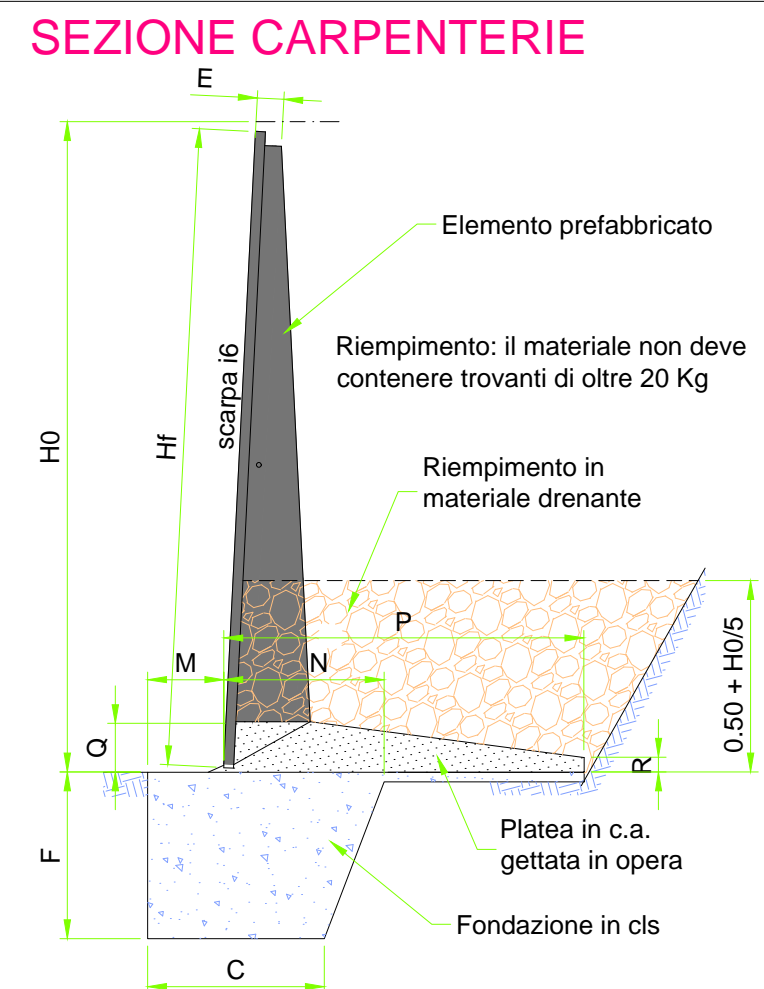 SEZIONE CARPENTERIE
E
Elemento prefabbricato
Riempimento: il materiale non deve
contenere trovanti di oltre 20 Kg
scarpa i6
H0
Hf
Riempimento in
materiale drenante
P
M
N
0.50 + H0/5
Q
R
Platea in c.a.
gettata in opera
F
Fondazione in cls
C